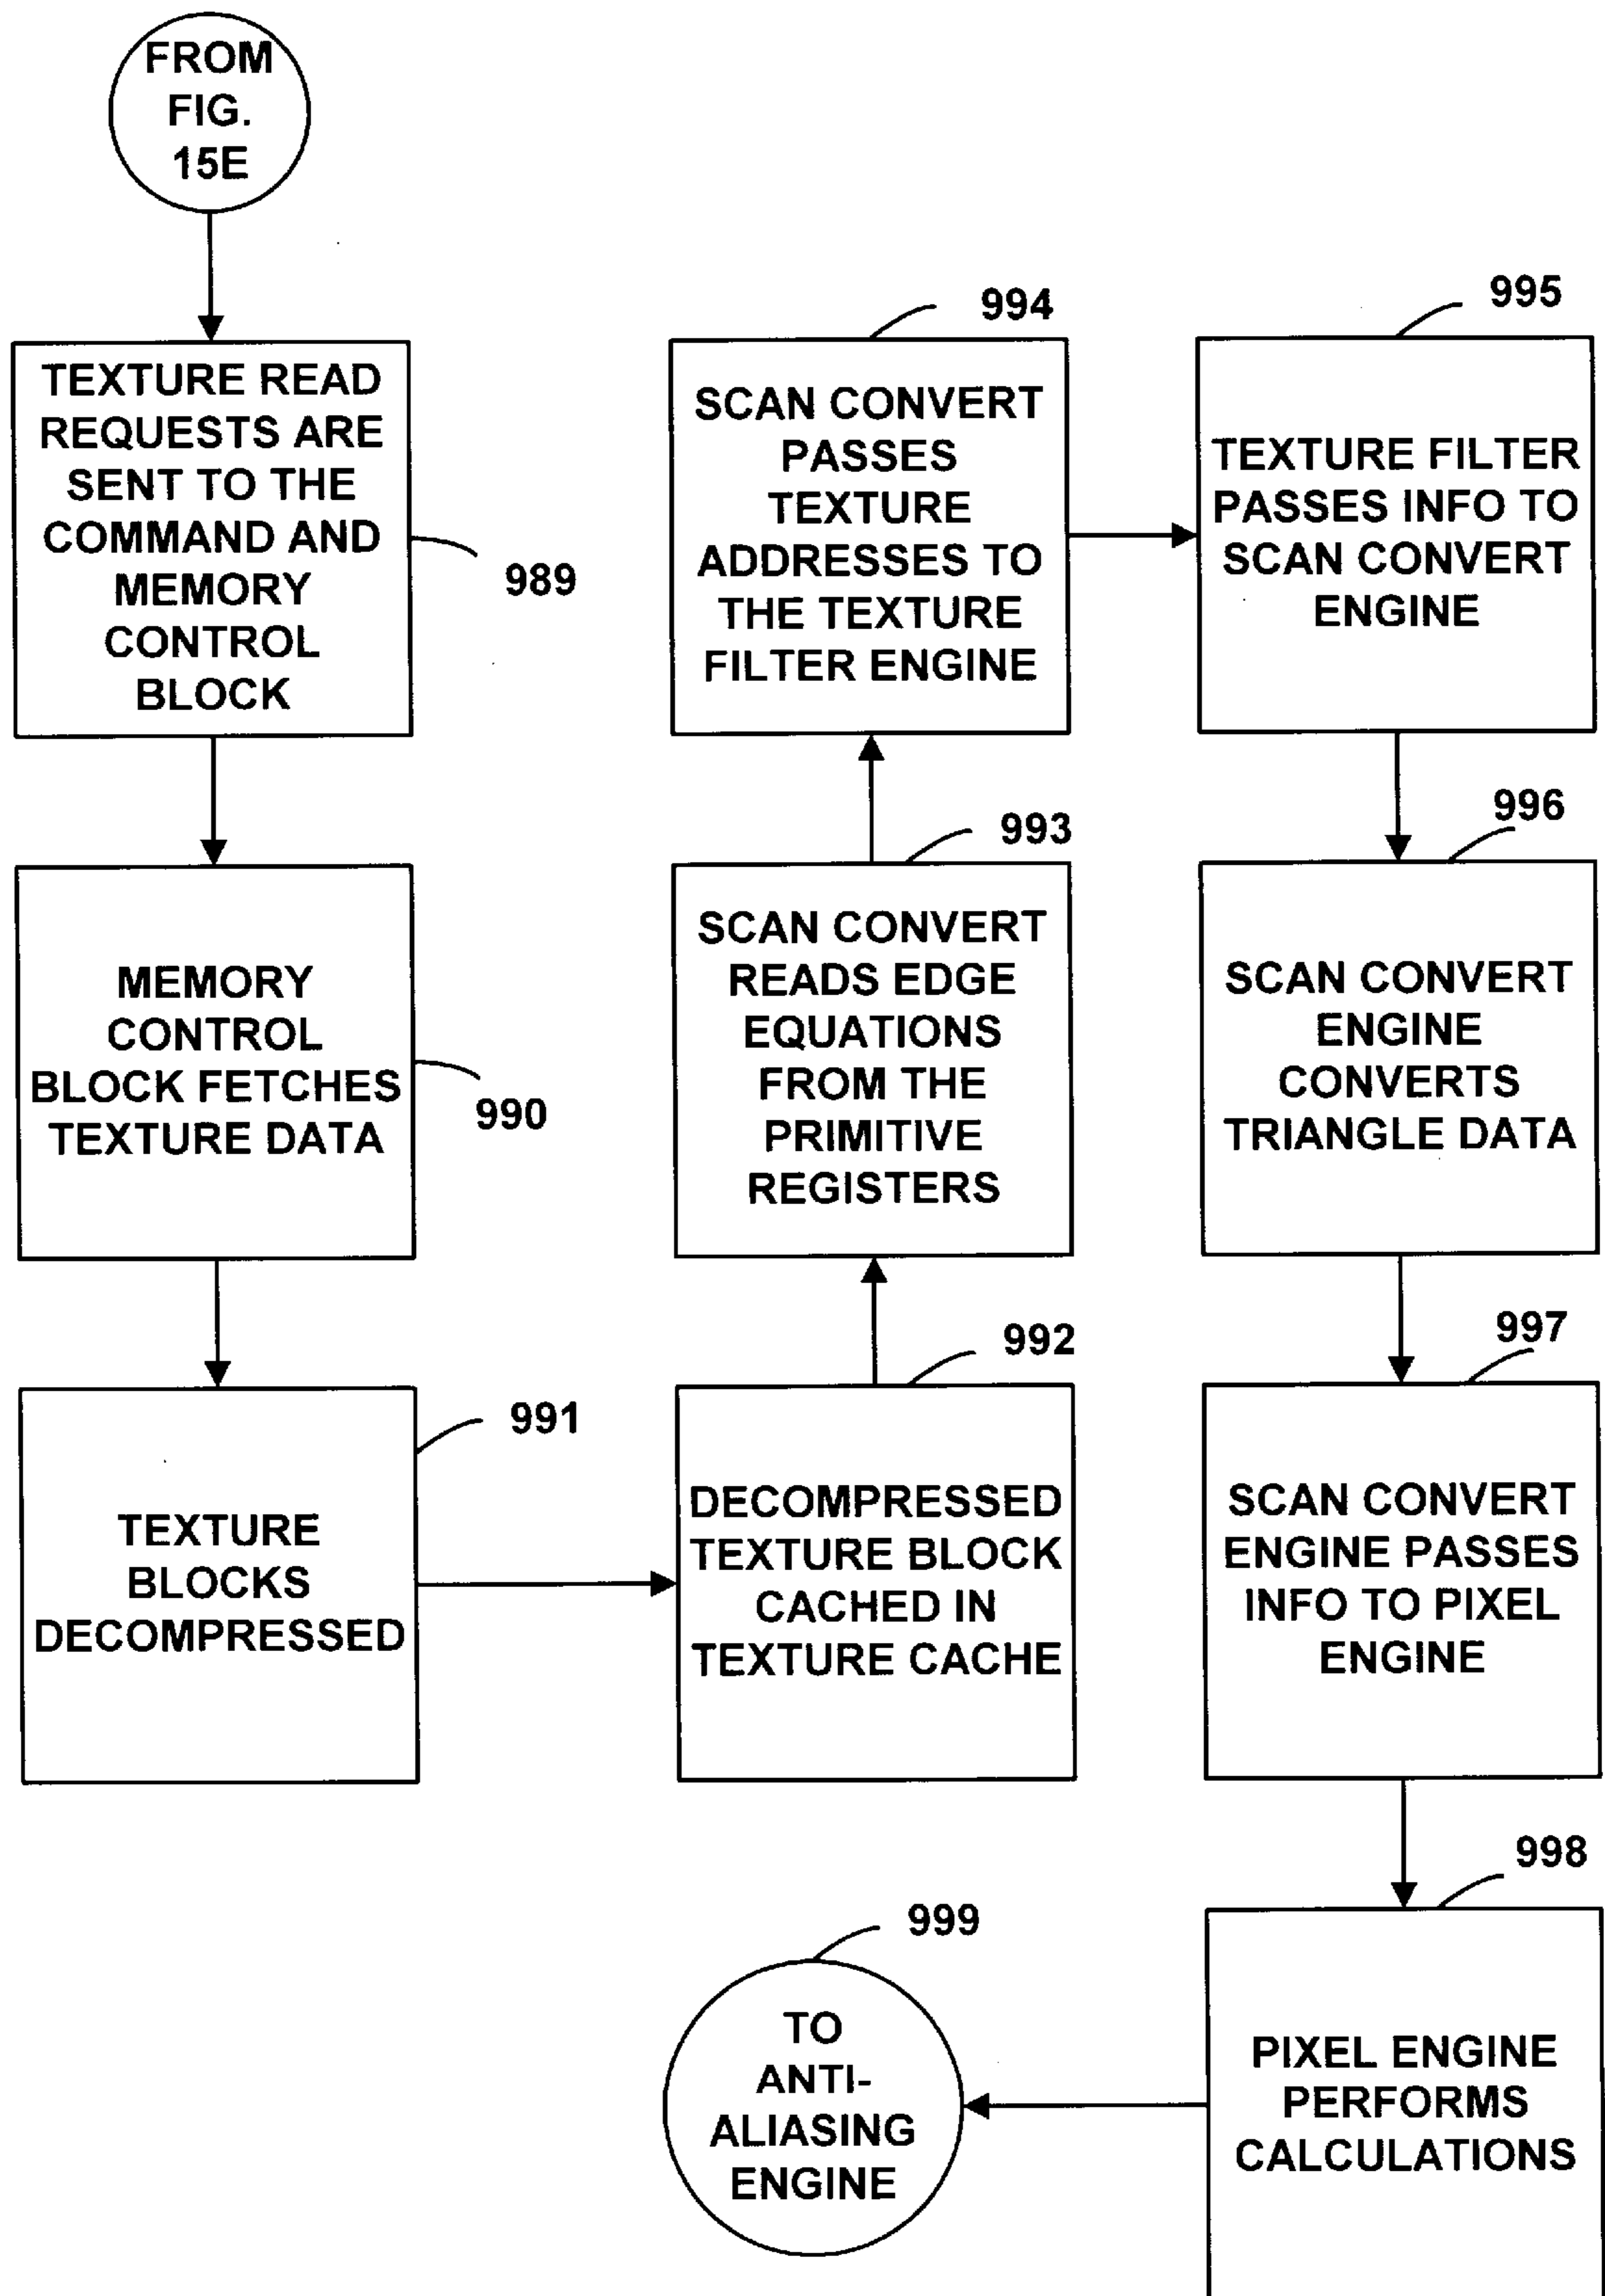 FROM
FIG.
15E
TEXTURE READ
REQUESTS ARE
SENT TO THE
COMMAND AND
MEMORY
CONTROL
BLOCK
989
MEMORY
CONTROL
BLOCK FETCHES
TEXTURE DATA
990
TEXTURE
BLOCKS
DECOMPRESSED
991
992
DECOMPRESSED
TEXTURE BLOCK
CACHED IN
TEXTURE CACHE
993
SCAN CONVERT
READS EDGE
EQUATIONS
FROM THE
PRIMITIVE
REGISTERS
994
SCAN CONVERT
PASSES
TEXTURE
ADDRESSES TO
THE TEXTURE
FILTER ENGINE
995
TEXTURE FILTER
PASSES INFO TO
SCAN CONVERT
ENGINE
996
SCAN CONVERT
ENGINE
CONVERTS
TRIANGLE DATA
997
SCAN CONVERT
ENGINE PASSES
INFO TO PIXEL
ENGINE
998
PIXEL ENGINE
PERFORMS
CALCULATIONS
999
TO
ANTI-
ALIASING
ENGINE